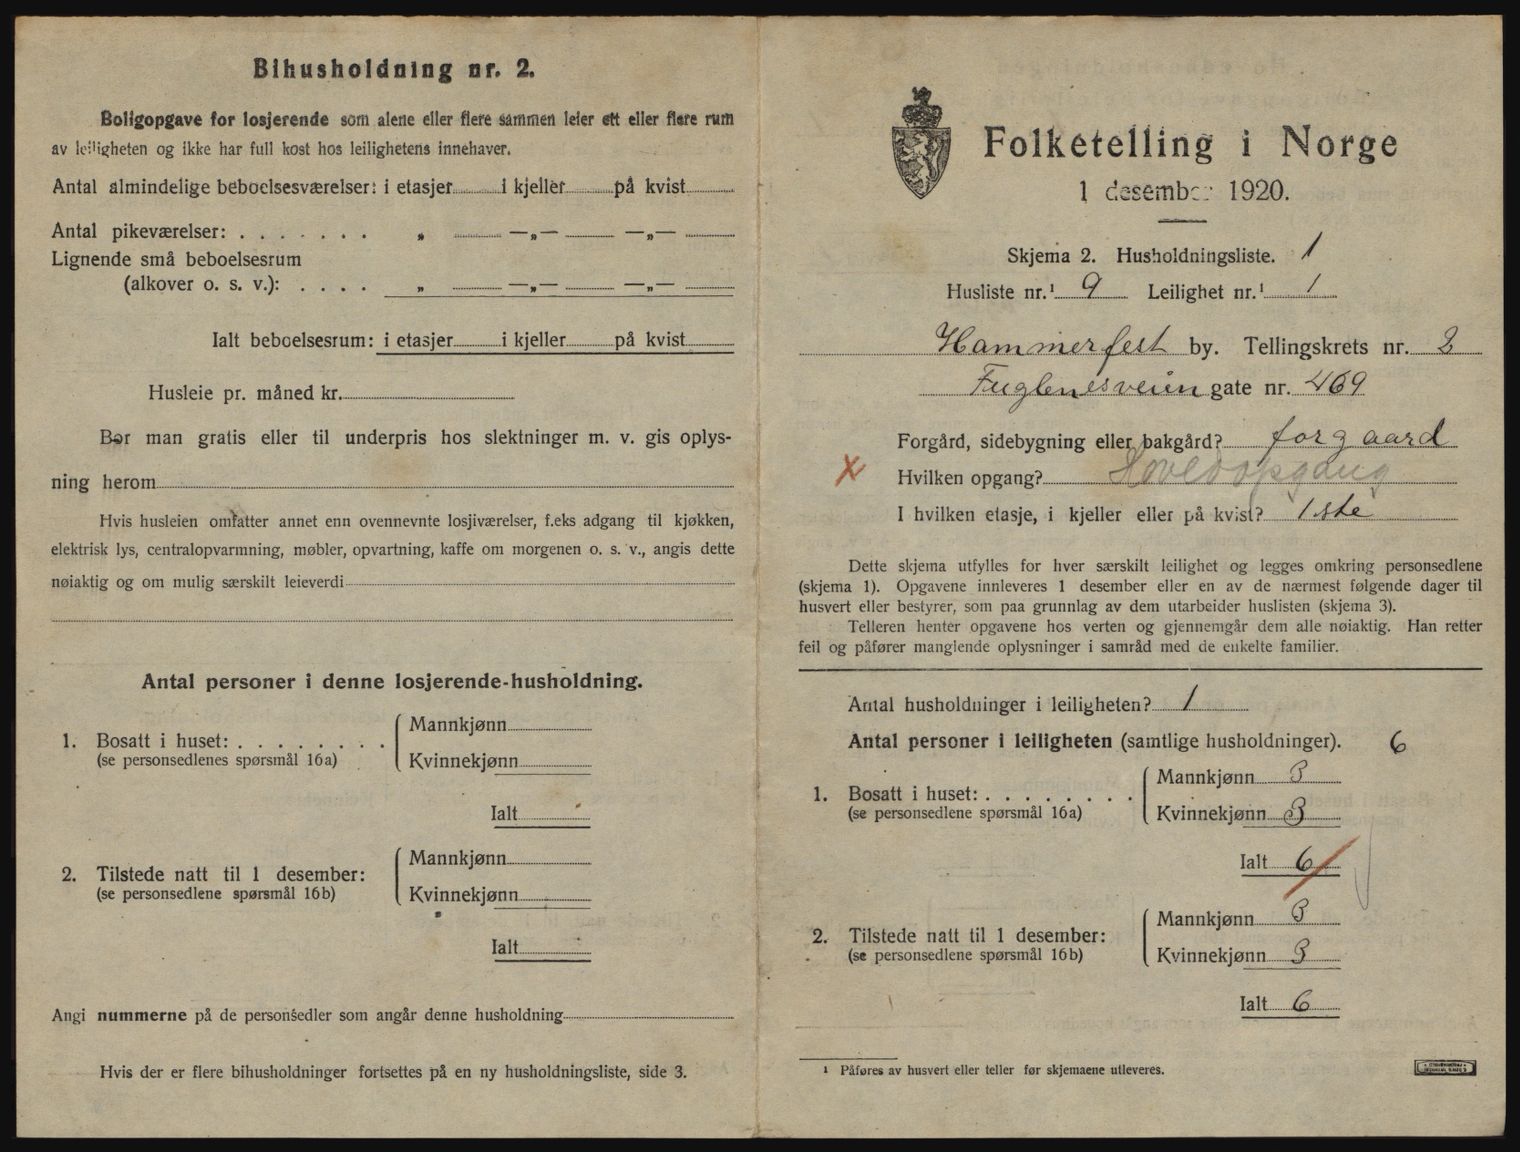 Bihusholdning nr. 2.
Boligopgave for losjerende som alene eller flere sammen leier ett eller flere rum
av leiligheten og ikke har full kost hos leilighetens innehaver.
Antal almindelige beboelsesværelser: i etasjer i kjeller på kvist
Antal pikeværelser: . . . . . . . „ —„— —„—
Lignende små beboelsesrum
(alkover o. s. v.): . . . . „ —„— —„—
Ialt beboelsesrum: i etasjer i kjeller på kvist
Husleie pr. måned kr.
Bor man gratis eller til underpris hos slektninger m. v. gis oplys-
ning herom
Hvis husleien omfatter annet enn ovennevnte losjiværelser, f.eks adgang til kjøkken,
elektrisk lys, centralopvarmning, møbler, opvartning, kaffe om morgenen o. s. v., angis dette
nøiaktig og om mulig særskilt leieverdi
Antal personer i denne losjerende-husholdning.
1. Bosatt i huset: . . . . . . . .
(se personsedlenes spørsmål 16a)
Mannkjønn
Kvinnekjønn
Ialt
2. Tilstede natt til 1 desember:
(se personsedlene spørsmål 16b)
Mannkjønn
Kvinnekjønn
Ialt
Angi nummerne på de personsedler som angår denne husholdning
Hvis der er flere bihusholdninger fortsettes på en ny husholdningsliste, side 3.
Folketelling i Norge
1 desember 1920.
Skjema 2. Husholdningsliste. 1
Husliste nr.¹ 9 Leilighet nr.¹ 1
Hammerfest by. Tellingskrets nr. 2
Fuglenesveien gate nr. 469
Forgård, sidebygning eller bakgård? forgaard
x Hvilken opgang? Hovedopgang
I hvilken etasje, i kjeller eller på kvist? 1ste
Dette skjema utfylles for hver særskilt leilighet og legges omkring personsedlene
(skjema 1). Opgavene innleveres 1 desember eller en av de nærmest følgende dager til
husvert eller bestyrer, som paa grunnlag av dem utarbeider huslisten (skjema 3).
Telleren henter opgavene hos verten og gjennemgår dem alle nøiaktig. Han retter
feil og påfører manglende oplysninger i samråd med de enkelte familier.
Antal husholdninger i leiligheten? 1
Antal personer i leiligheten (samtlige husholdninger). 6
1. Bosatt i huset: . . . . . . . .
(se personsedlene spørsmål 16a)
Mannkjønn 3
Kvinnekjønn 3
Ialt 6
2. Tilstede natt til 1 desember:
(se personsedlene spørsmål 16b)
Mannkjønn 3
Kvinnekjønn 3
Ialt 6
¹ Påføres av husvert eller teller før skjemaene utleveres.